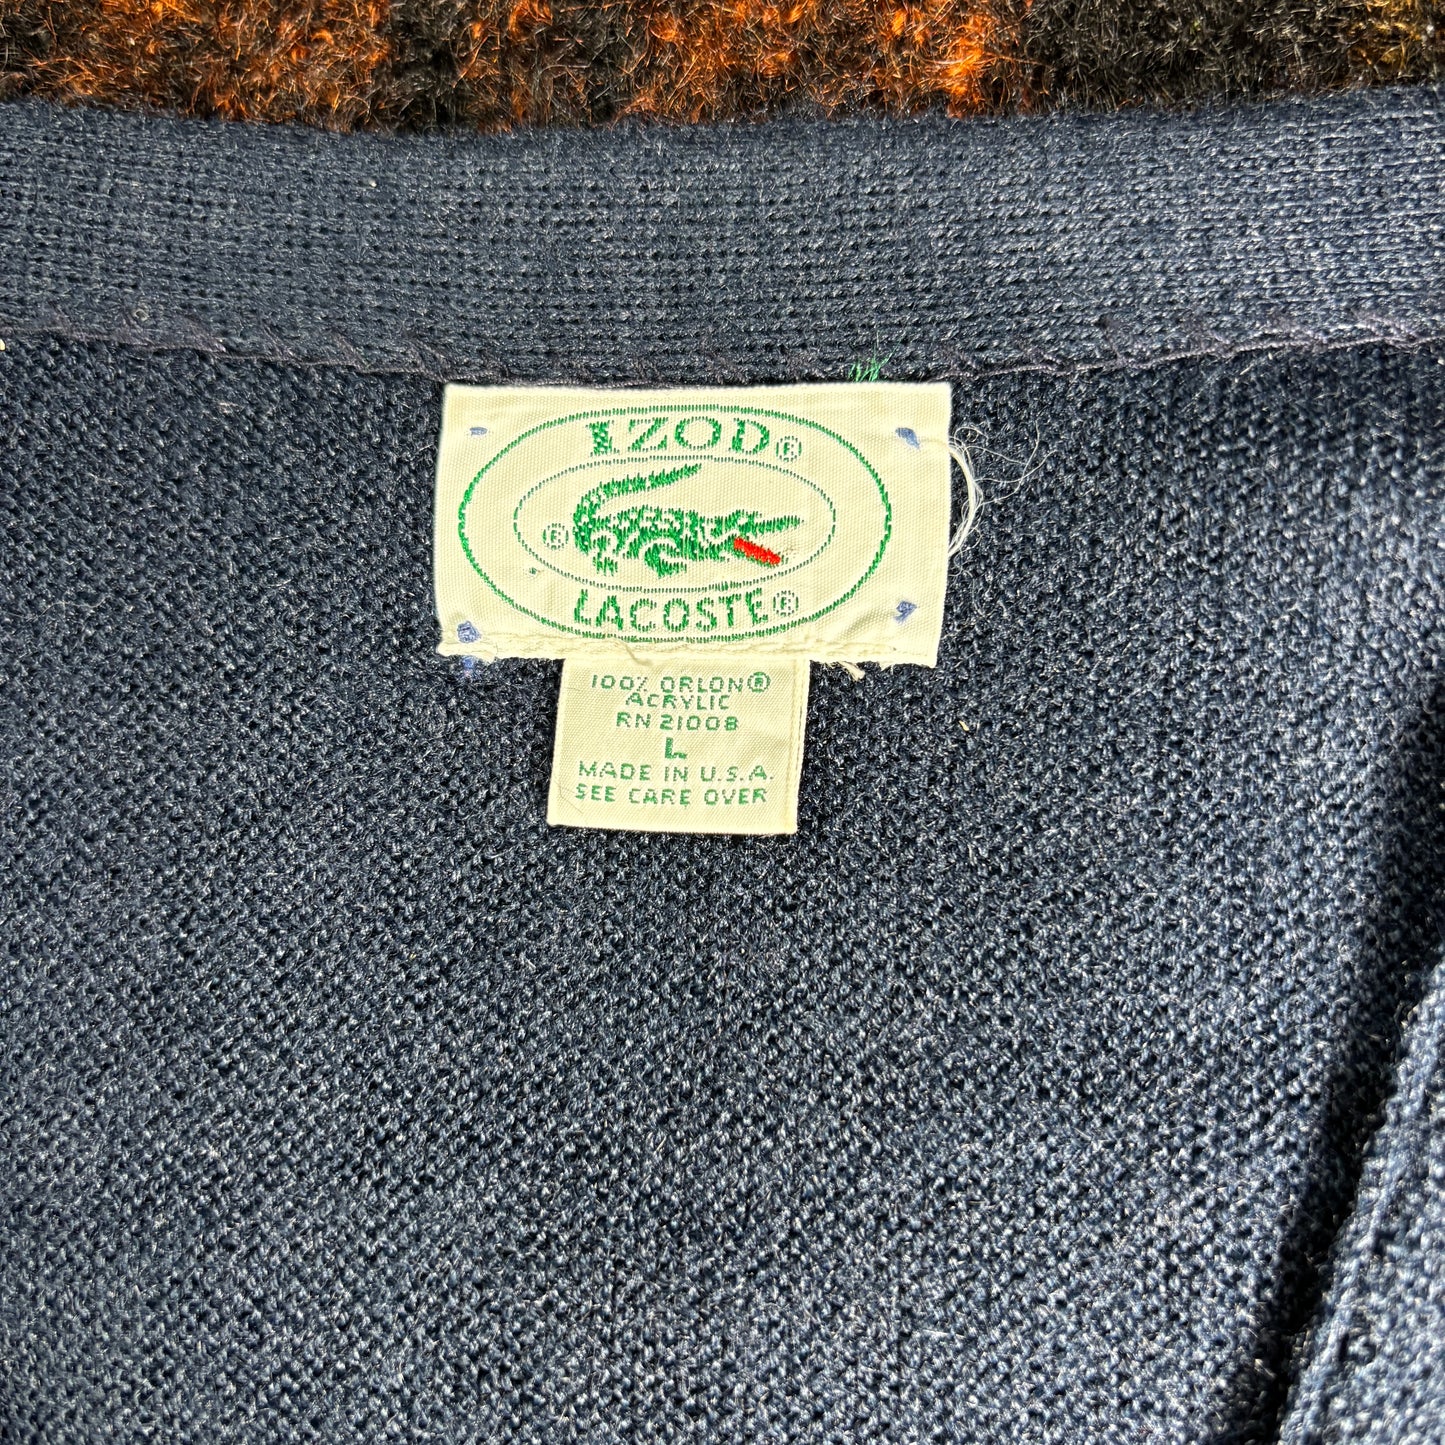 IZOD®
®
LACOSTE®
100% ORLON®
ACRYLIC
RN 21008
L
MADE IN U.S.A.
SEE CARE OVER